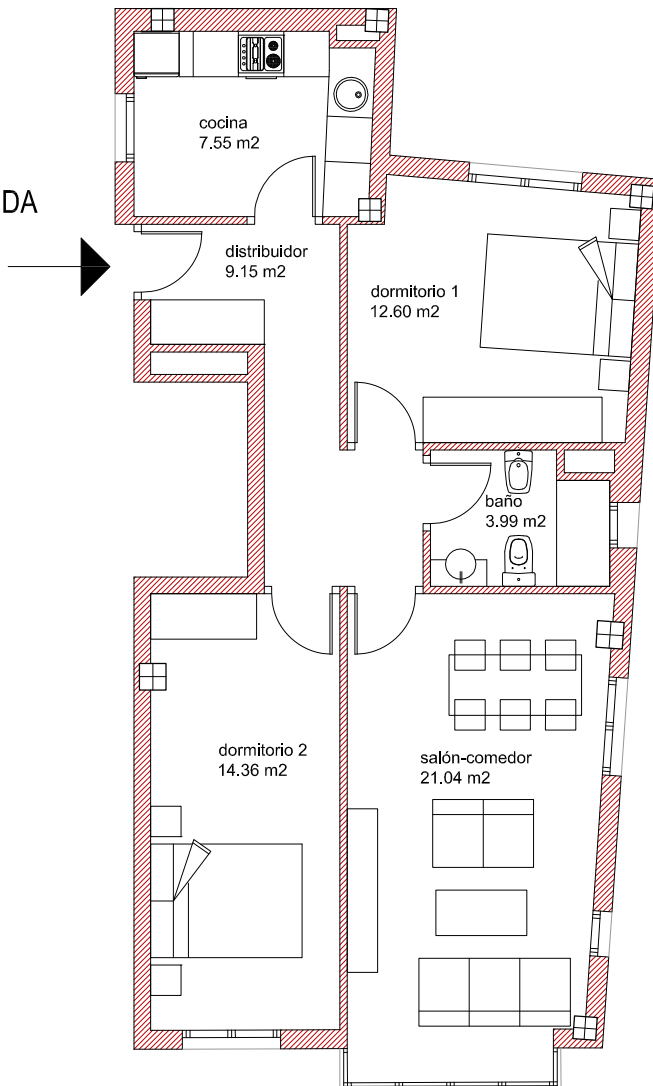 cocina
7.55 m2
DA
distribuidor
9.15 m2
dormitorio 1
12.60 m2
baño
3.99 m2
dormitorio 2
14.36 m2
salón-comedor
21.04 m2